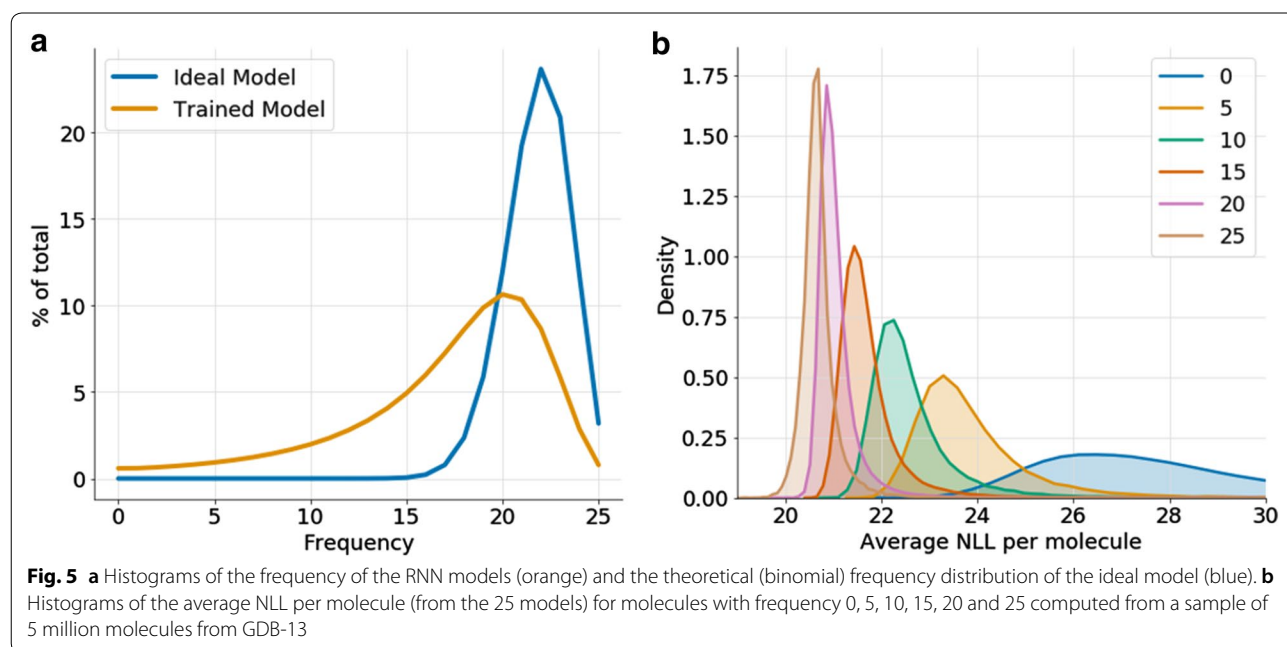 a
Ideal Model
Trained Model
% of total
20
15
10
5
0
0 5 10 15 20 25
Frequency
b
0
5
10
15
20
25
Density
1.75
1.50
1.25
1.00
0.75
0.50
0.25
0.00
20 22 24 26 28 30
Average NLL per molecule
Fig. 5 a Histograms of the frequency of the RNN models (orange) and the theoretical (binomial) frequency distribution of the ideal model (blue). b
Histograms of the average NLL per molecule (from the 25 models) for molecules with frequency 0, 5, 10, 15, 20 and 25 computed from a sample of
5 million molecules from GDB-13